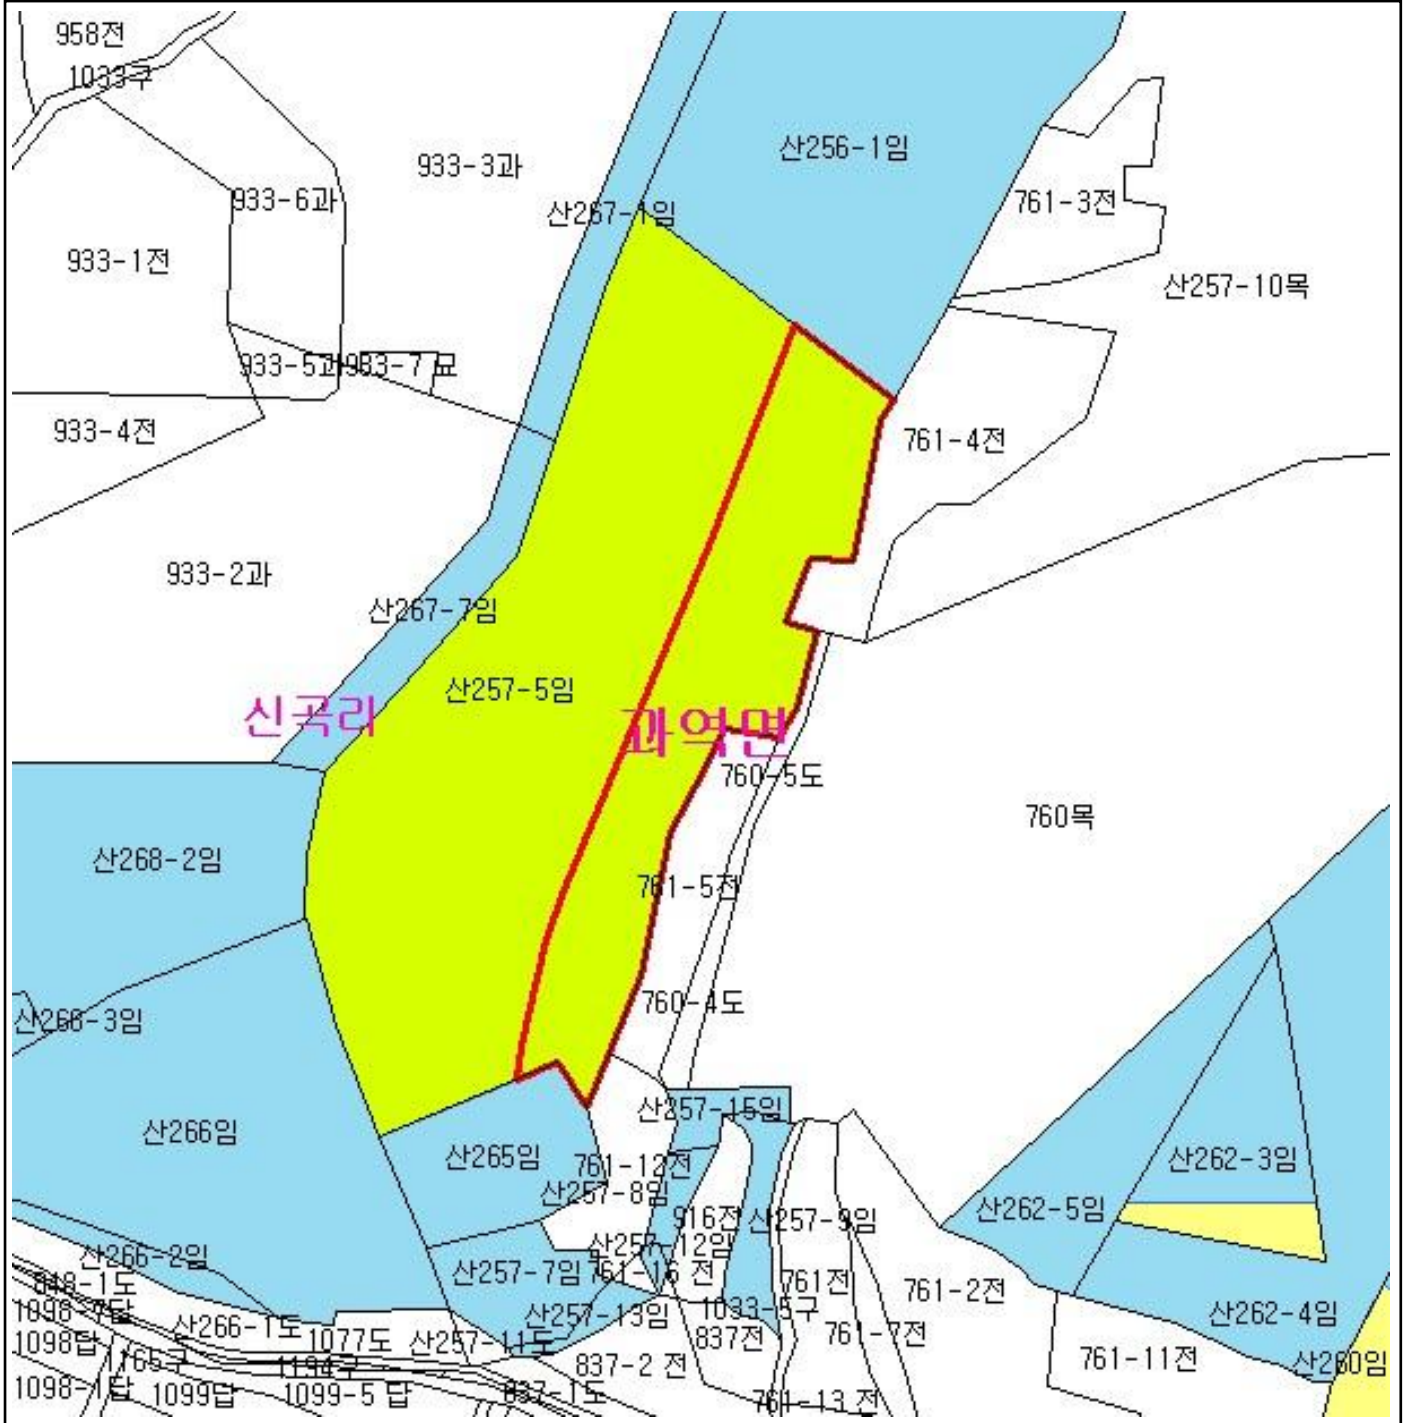 958전
1033구
산256-1임
933-3과
933-6과
761-3전
산267-1임
933-1전
산257-10목
933-5과
933-7 묘
933-4전
761-4전
933-2과
산267-7임
산257-5임
신곡리
과역면
760-5도
760목
산268-2임
761-5전
760-4도
산268-3임
산257-15임
산266임
산265임
761-12전
산262-3임
산257-8임
916전
산257-9임
산262-5임
산257-12임
산266-2임
산257-7임
761-16 전
848-1도
761전
761-2전
1098-7답
산257-13임
1033-5구
산262-4임
산266-1도
1098답
1077도
산257-11도
837전
761-7전
1165구
1194구
837-2 전
761-11전
산260임
1098-1답
1099답
1099-5 답
837-1도
761-13 전